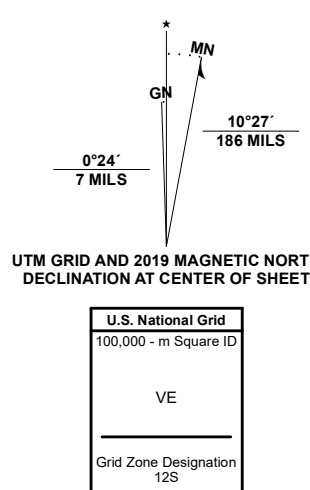 ★
MN
GN
10°27´
186 MILS
0°24´
7 MILS
UTM GRID AND 2019 MAGNETIC NORT
DECLINATION AT CENTER OF SHEET
U.S. National Grid
100,000 - m Square ID
VE
Grid Zone Designation
12S